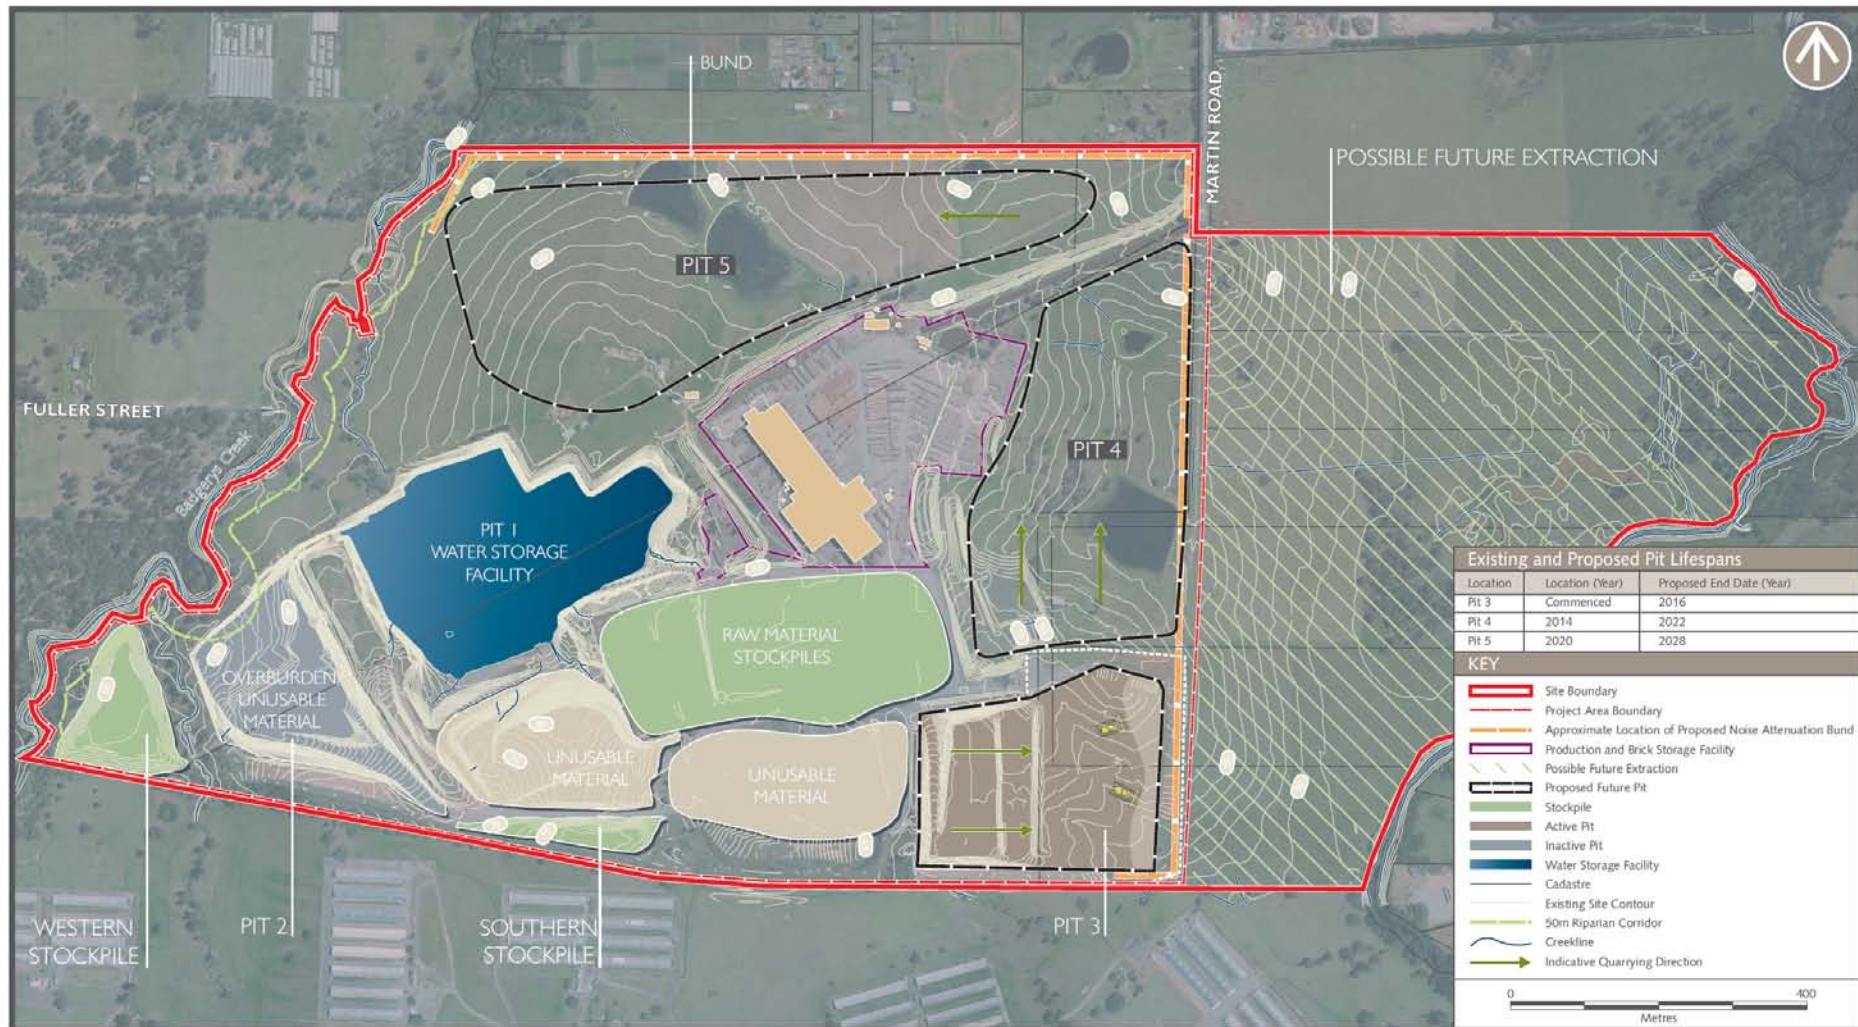 BUND
MARTIN ROAD
POSSIBLE FUTURE EXTRACTION
PIT 5
FULLER STREET
Badgerys Creek
PIT 4
PIT 1
WATER STORAGE
FACILITY
RAW MATERIAL
STOCKPILES
OVERBURDEN
UNUSABLE
MATERIAL
UNUSABLE
MATERIAL
UNUSABLE
MATERIAL
WESTERN
STOCKPILE
PIT 2
SOUTHERN
STOCKPILE
PIT 3
Existing and Proposed Pit Lifespans
Location Location (Year) Proposed End Date (Year)
Pit 3 Commenced 2016
Pit 4 2014 2022
Pit 5 2020 2028
KEY
Site Boundary
Project Area Boundary
Approximate Location of Proposed Noise Attenuation Bund
Production and Brick Storage Facility
Possible Future Extraction
Proposed Future Pit
Stockpile
Active Pit
Inactive Pit
Water Storage Facility
Cadastre
Existing Site Contour
50m Riparian Corridor
Creekline
Indicative Quarrying Direction
0 400
Metres